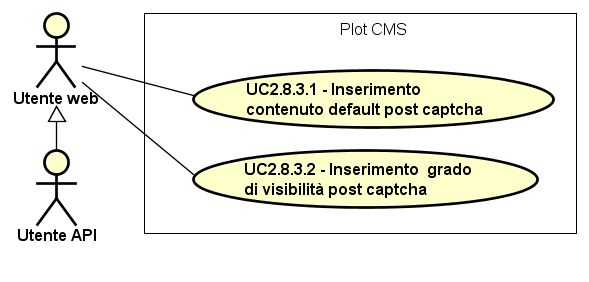 Plot CMS
Utente web
UC2.8.3.1 - Inserimento
contenuto default post captcha
UC2.8.3.2 - Inserimento  grado
di visibilità post captcha
Utente API